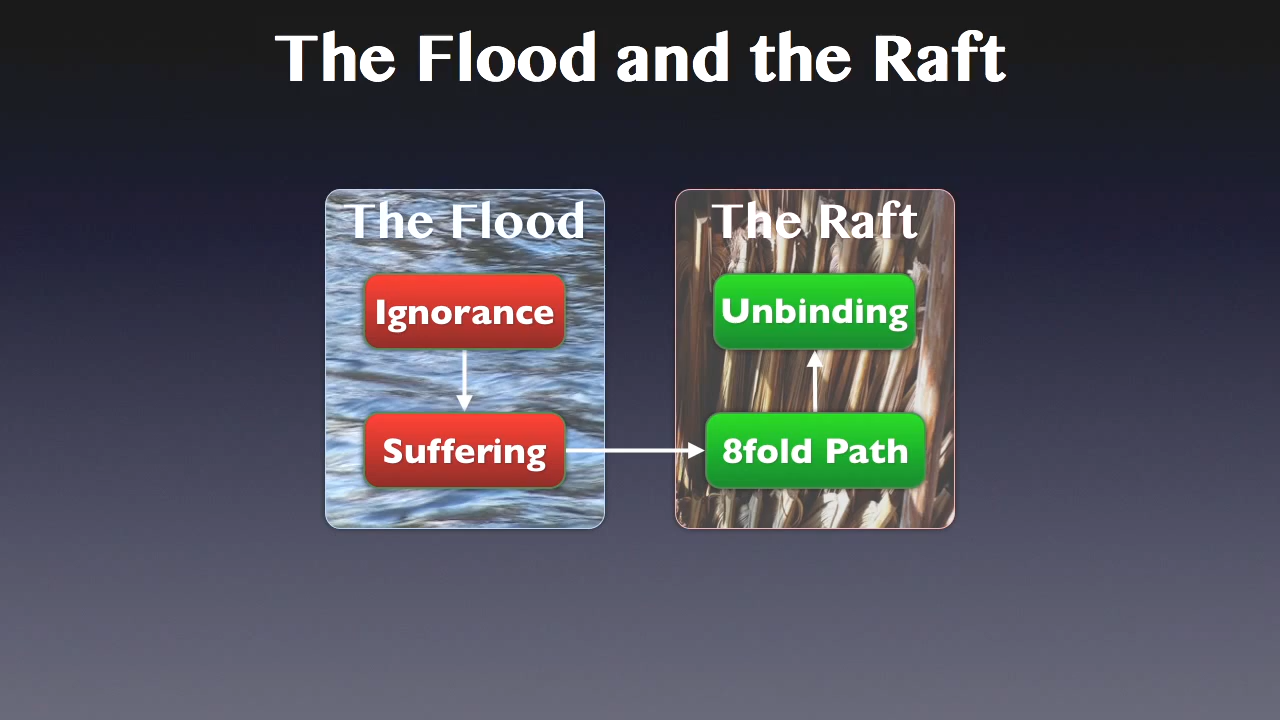 The Flood and the Raft
The Flood
Ignorance
Suffering
The Raft
Unbinding
8fold Path